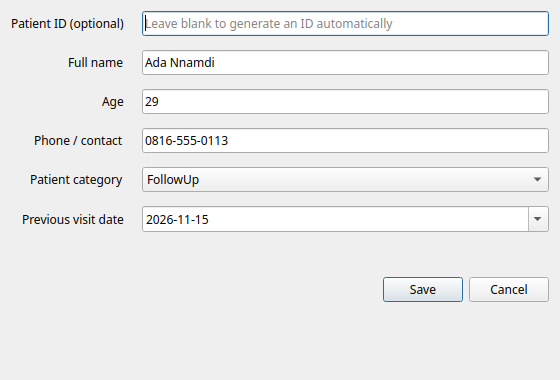 Patient ID (optional) Leave blank to generate an ID automatically
Full name Ada Nnamdi
Age 29
Phone / contact 0816-555-0113
Patient category FollowUp
Previous visit date 2026-11-15
Save Cancel